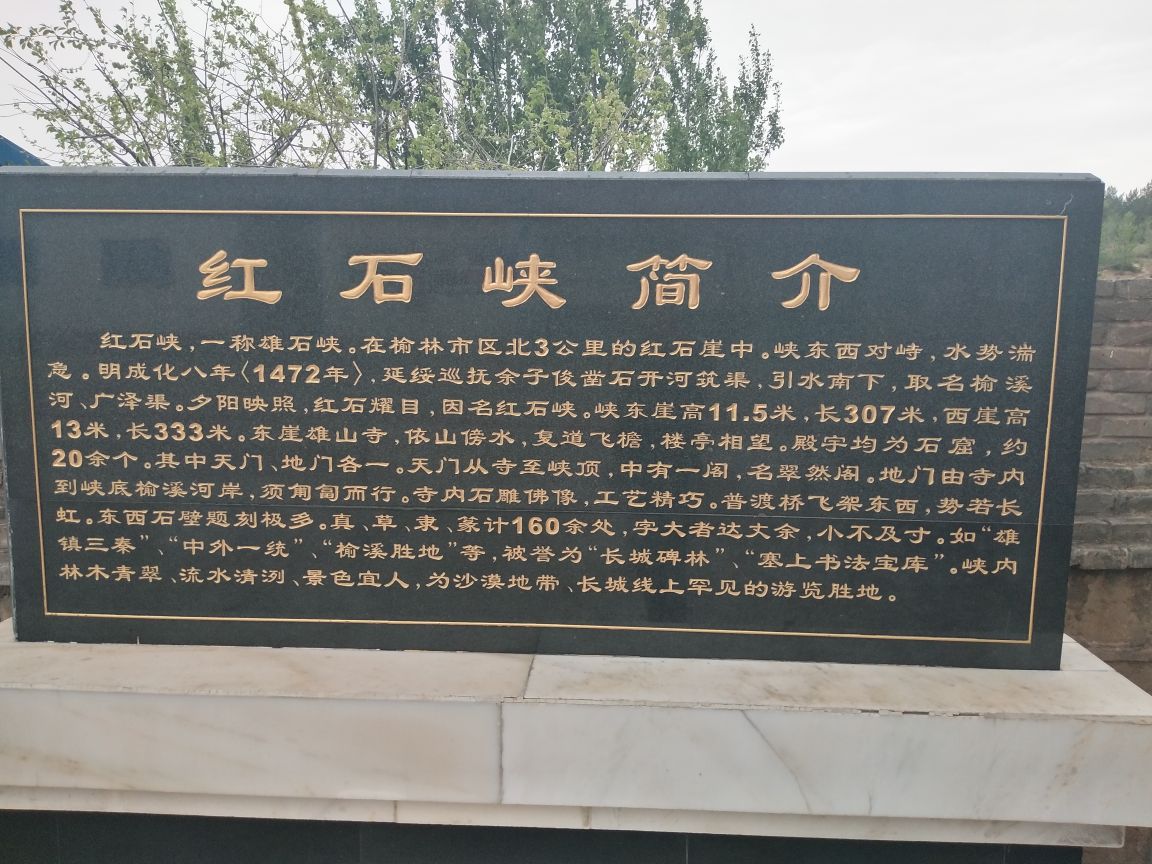 红石峡简介
红石峡，一称雄石峡。在榆林市区北3公里的红石崖中。峡东西对峙，水势湍
急。明成化八年〈1472年〉，延绥巡抚余子俊凿石开河筑渠、引水南下，取名榆溪
河、广泽渠。夕阳映照，红石耀目，因名红石峡。峡东崖高11.5米，长307米，西崖高
13米，长333米。东崖雄山寺，依山傍水，复道飞檐，楼亭相望。殿宇均为石窟，约
20余个。其中天门、地门各一。天门从寺至峡顶，中有一阁，名翠然阁。地门由寺内
到峡底榆溪河岸，须匍匐而行。寺内石雕佛像，工艺精巧。普渡桥飞架东西，势若长
虹。东西石壁题刻极多。真、草、隶、篆计160余处，字大者达丈余，小不及寸。如“雄
镇三秦”、“中外一统”、“榆溪胜地”等，被誉为“长城碑林”、“塞上书法宝库”。峡内
林木青翠、流水清洌、景色宜人，为沙漠地带、长城线上罕见的游览胜地。